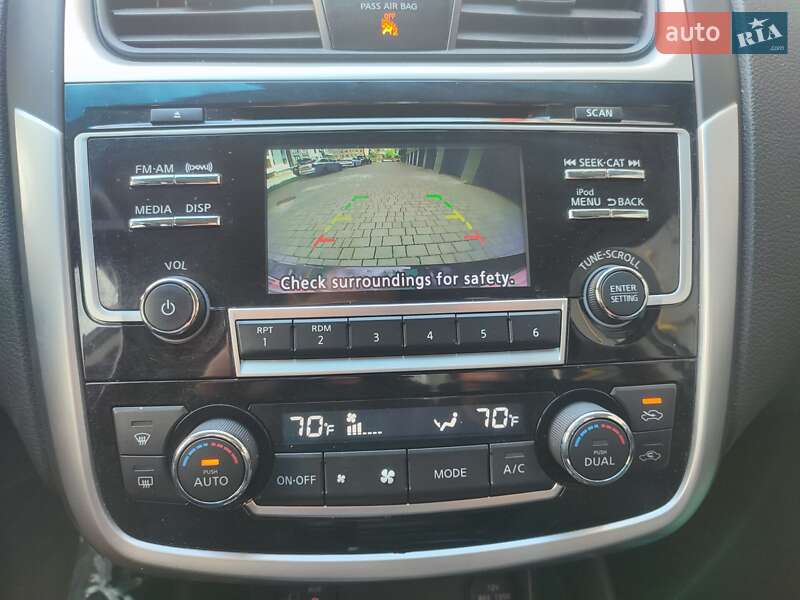 PASS AIR BAG
OFF
auto RIA.com
SCAN
FM·AM
SEEK·CAT
iPod
MEDIA DISP
MENU BACK
Check surroundings for safety.
VOL
TUNE·SCROLL
ENTER
SETTING
RPT RDM
1 2 3 4 5 6
70°F 70°F
PUSH
AUTO
ON·OFF
MODE
A/C
PUSH
DUAL